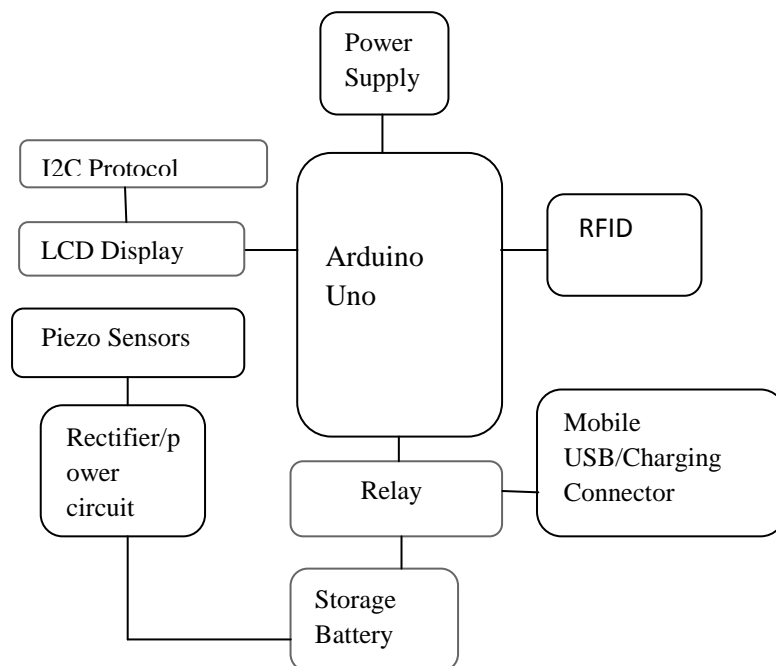 Power
Supply
I2C Protocol
LCD Display
Arduino
Uno
RFID
Piezo Sensors
Rectifier/p
ower
circuit
Relay
Mobile
USB/Charging
Connector
Storage
Battery